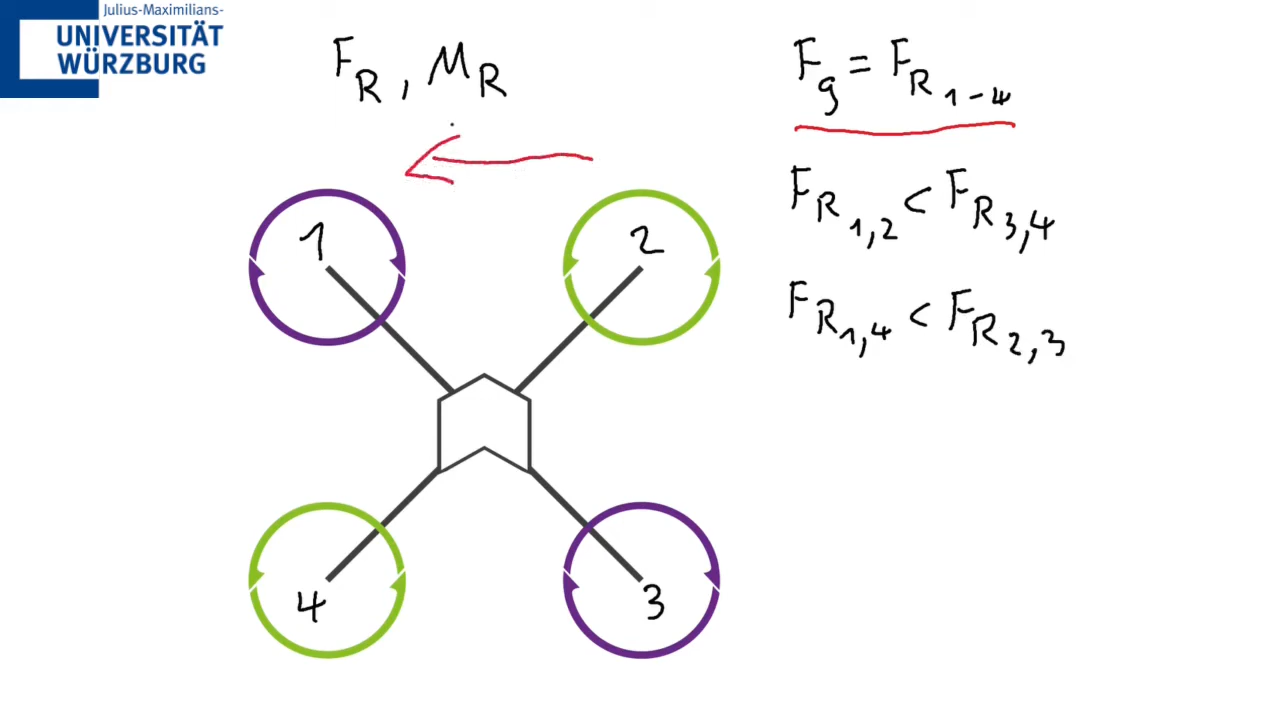 Julius-Maximilians-
UNIVERSITÄT
WÜRZBURG
F_R, M_R
F_g = F_R 1-4
F_R 1,2 < F_R 3,4
F_R 1,4 < F_R 2,3
1
2
4
3